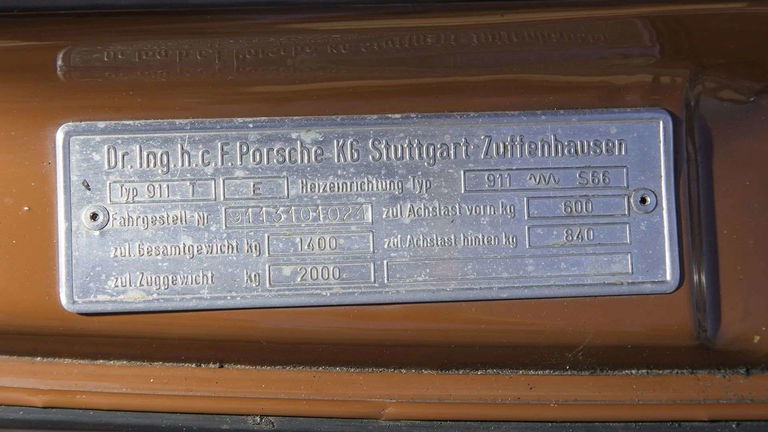 Dr. Ing. h.c. F. Porsche KG Stuttgart-Zuffenhausen
Typ 911 T E Heizeinrichtung Typ 911 S66
Fahrgestell-Nr. 9113101021 zul. Achslast vorn kg 600
zul. Gesamtgewicht kg 1400 zul. Achslast hinten kg 840
zul. Zuggewicht kg 2000